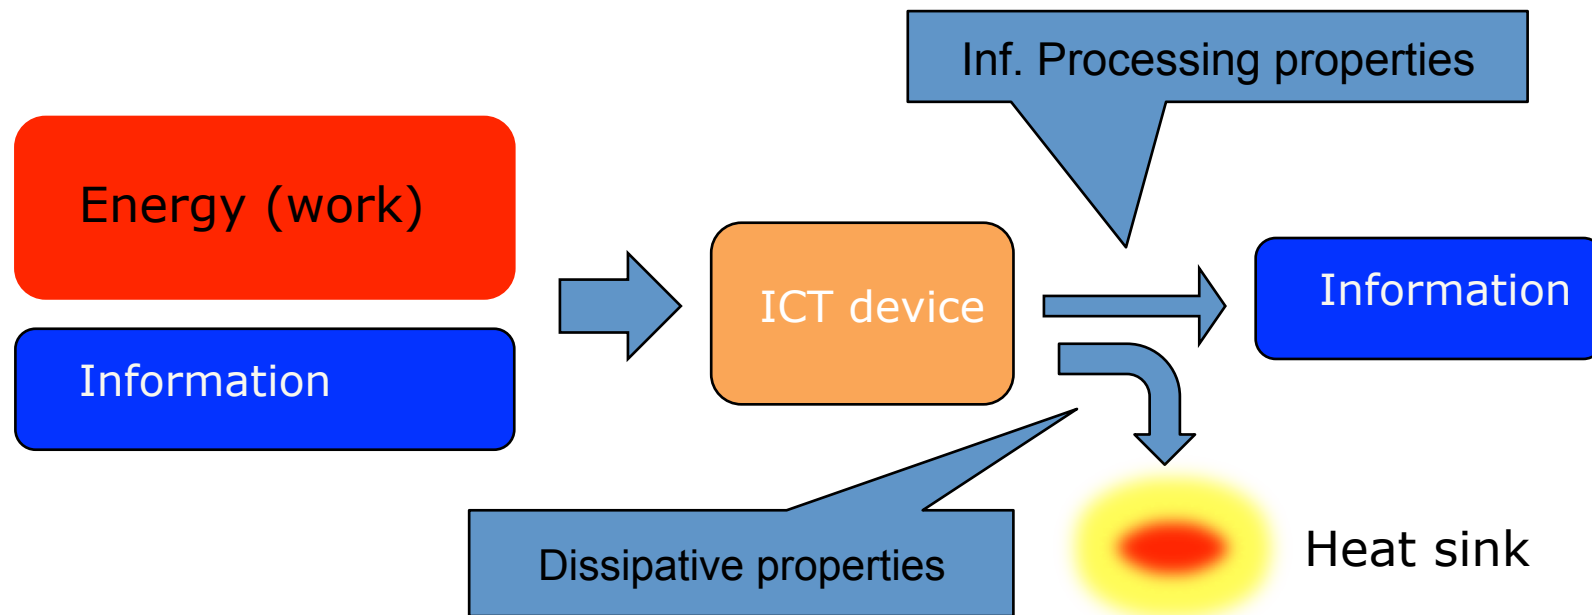 Inf. Processing properties
Energy (work)
Information
ICT device
Information
Dissipative properties
Heat sink